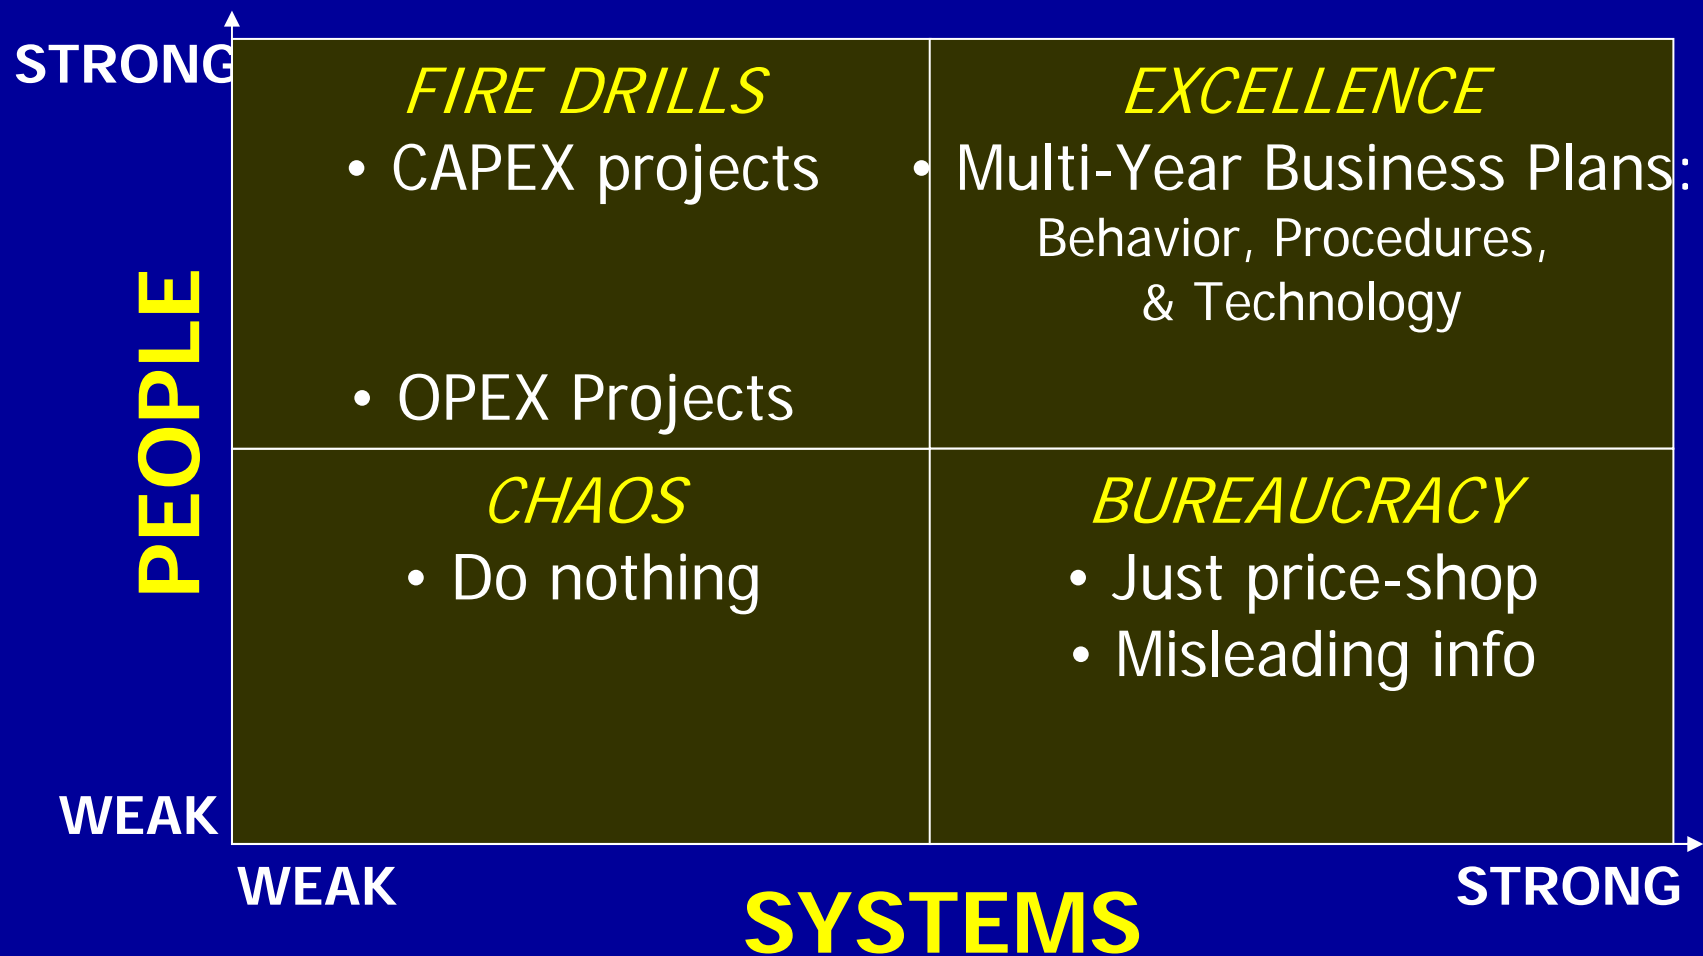 STRONG
FIRE DRILLS
• CAPEX projects
• OPEX Projects
EXCELLENCE
• Multi-Year Business Plans:
Behavior, Procedures,
& Technology
PEOPLE
CHAOS
• Do nothing
BUREAUCRACY
• Just price-shop
• Misleading info
WEAK
WEAK
SYSTEMS
STRONG